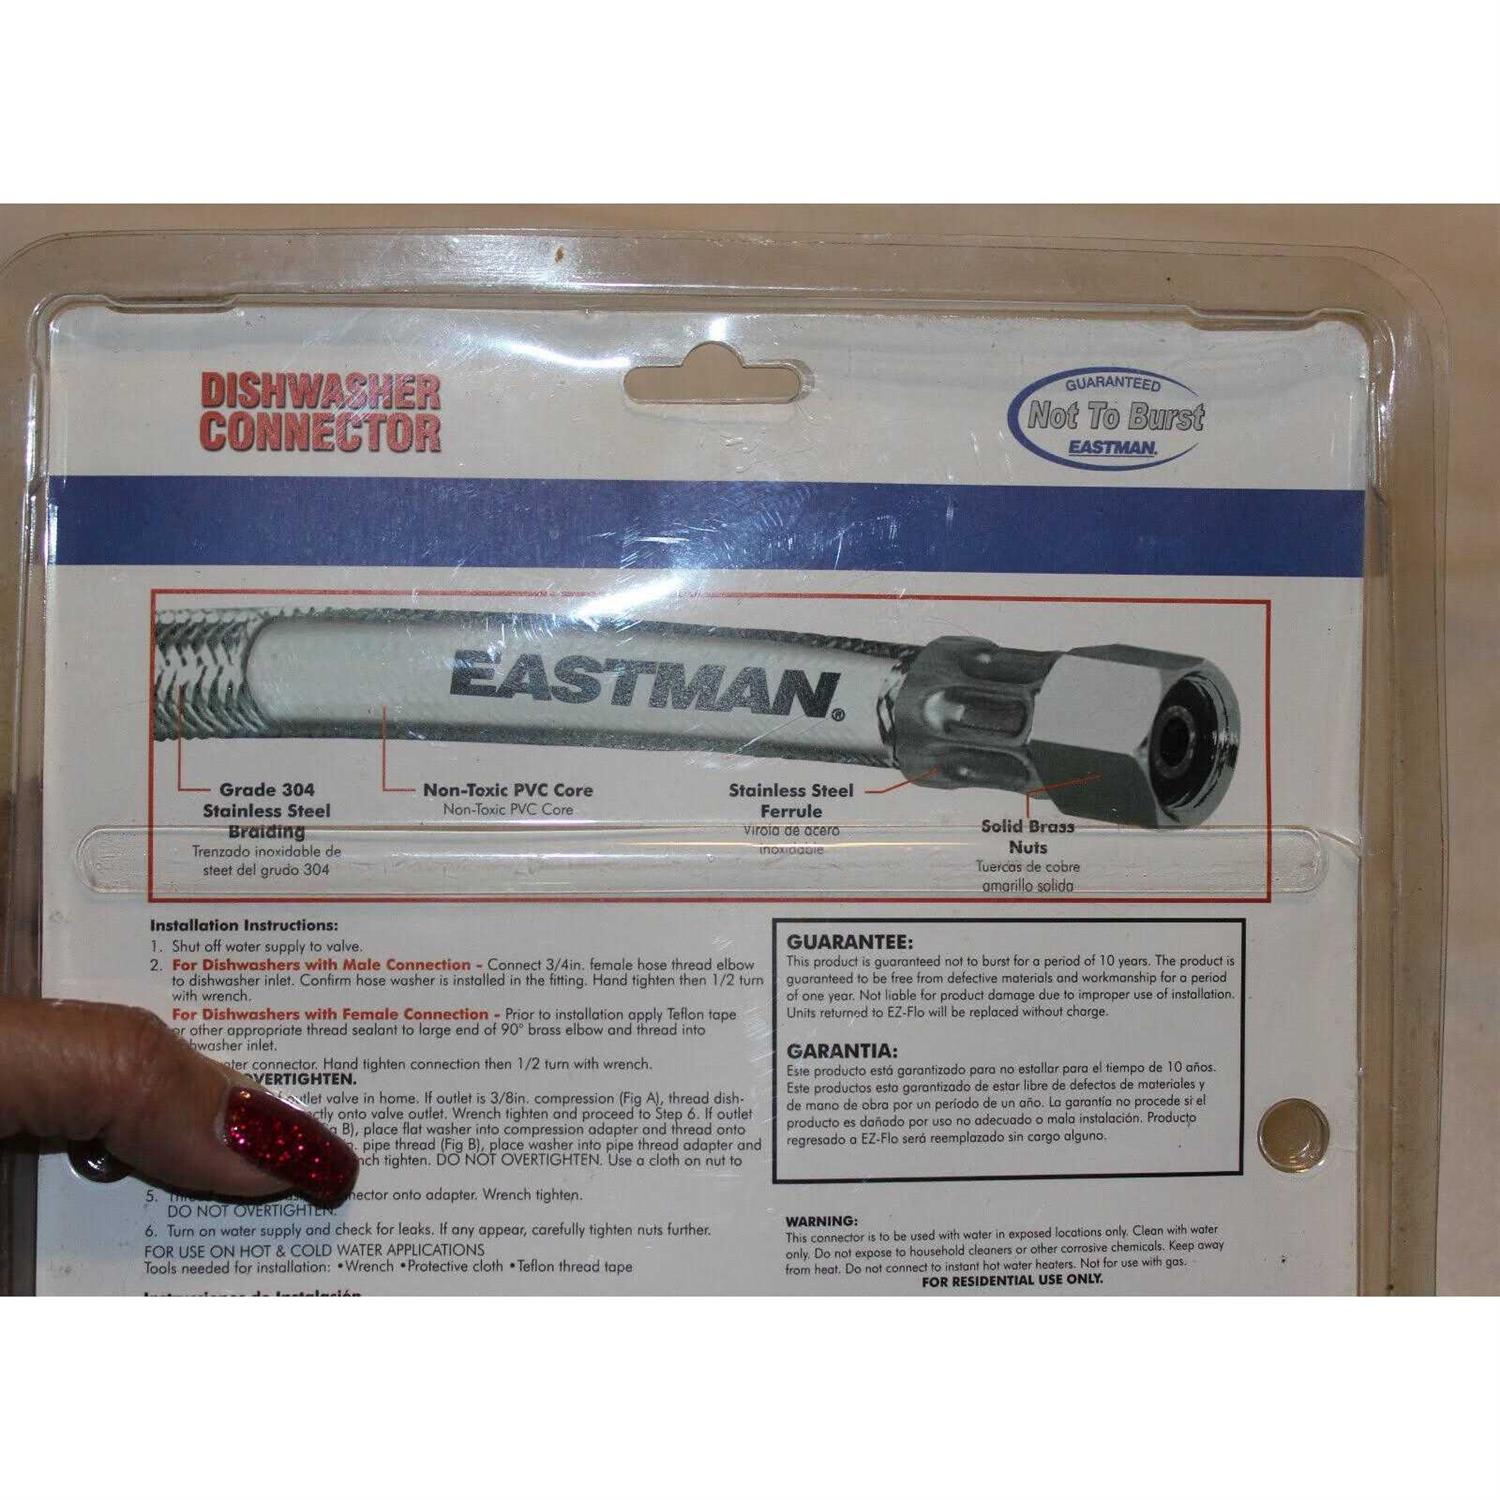 DISHWASHER
CONNECTOR
GUARANTEED
Not To Burst
EASTMAN.
EASTMAN®
Grade 304
Stainless Steel
Braiding
Trenzado inoxidable de
steet del grudo 304
Non-Toxic PVC Core
Non-Toxic PVC Core
Stainless Steel
Ferrule
Virola de acero
inoxidable
Solid Brass
Nuts
Tuercas de cobre
amarillo solida
Installation Instructions:
1. Shut off water supply to valve.
2. For Dishwashers with Male Connection - Connect 3/4in. female hose thread elbow
to dishwasher inlet. Confirm hose washer is installed in the fitting. Hand tighten then 1/2 turn
with wrench.
For Dishwashers with Female Connection - Prior to installation apply Teflon tape
or other appropriate thread sealant to large end of 90° brass elbow and thread into
inlet.
connector. Hand tighten connection then 1/2 turn with wrench.
valve in home. If outlet is 3/8in. compression (Fig A), thread dish-
onto valve outlet. Wrench tighten and proceed to Step 6. If outlet
B), place flat washer into compression adapter and thread onto
pipe thread (Fig B), place washer into pipe thread adapter and
tighten. DO NOT OVERTIGHTEN. Use a cloth on nut to
5. onto adapter. Wrench tighten.
DO NOT OVERTIGHTEN.
6. Turn on water supply and check for leaks. If any appear, carefully tighten nuts further.
FOR USE ON HOT & COLD WATER APPLICATIONS
Tools needed for installation: •Wrench •Protective cloth •Teflon thread tape
Instrucciones de Instalación
GUARANTEE:
This product is guaranteed not to burst for a period of 10 years. The product is
guaranteed to be free from defective materials and workmanship for a period
of one year. Not liable for product damage due to improper use of installation.
Units returned to EZ-Flo will be replaced without charge.
GARANTIA:
Este producto está garantizado para no estallar para el tiempo de 10 años.
Este productos esta garantizado de estar libre de defectos de materiales y
de mano de obra por un período de un año. La garantía no procede si el
producto es dañado por uso no adecuado o mala instalación. Producto
regresado a EZ-Flo será reemplazado sin cargo alguno.
WARNING:
This connector is to be used with water in exposed locations only. Clean with water
only. Do not expose to household cleaners or other corrosive chemicals. Keep away
from heat. Do not connect to instant hot water heaters. Not for use with gas.
FOR RESIDENTIAL USE ONLY.